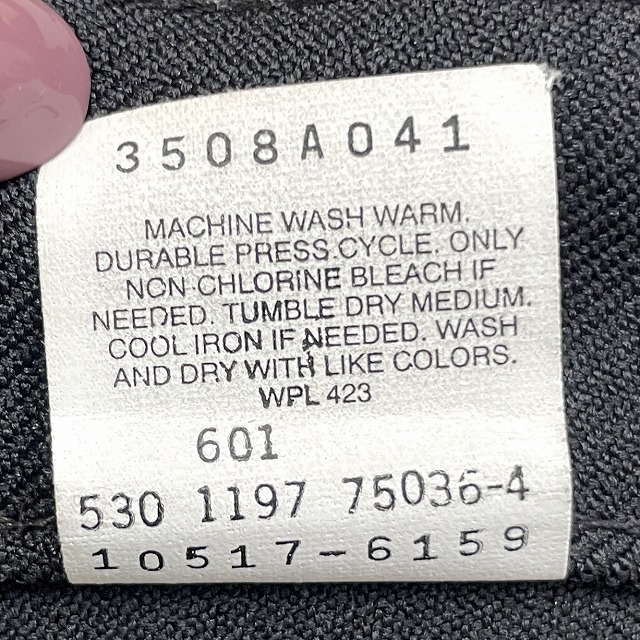 3508A041
MACHINE WASH WARM.
DURABLE PRESS CYCLE. ONLY
NON CHLORINE BLEACH IF
NEEDED. TUMBLE DRY MEDIUM.
COOL IRON IF NEEDED. WASH
AND DRY WITH LIKE COLORS.
WPL 423
601
530 1197 75036-4
10517-6159